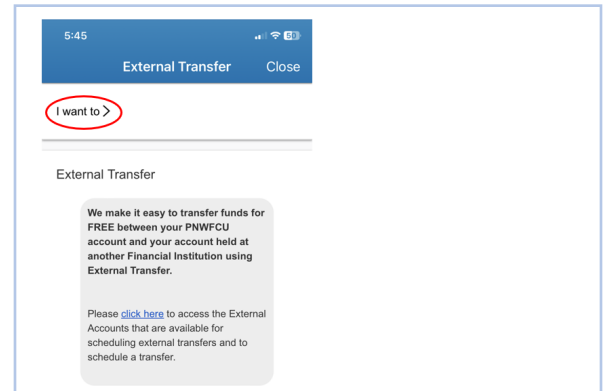 5:45
50
External Transfer Close
I want to >
External Transfer
We make it easy to transfer funds for
FREE between your PNWFCU
account and your account held at
another Financial Institution using
External Transfer.
Please click here to access the External
Accounts that are available for
scheduling external transfers and to
schedule a transfer.